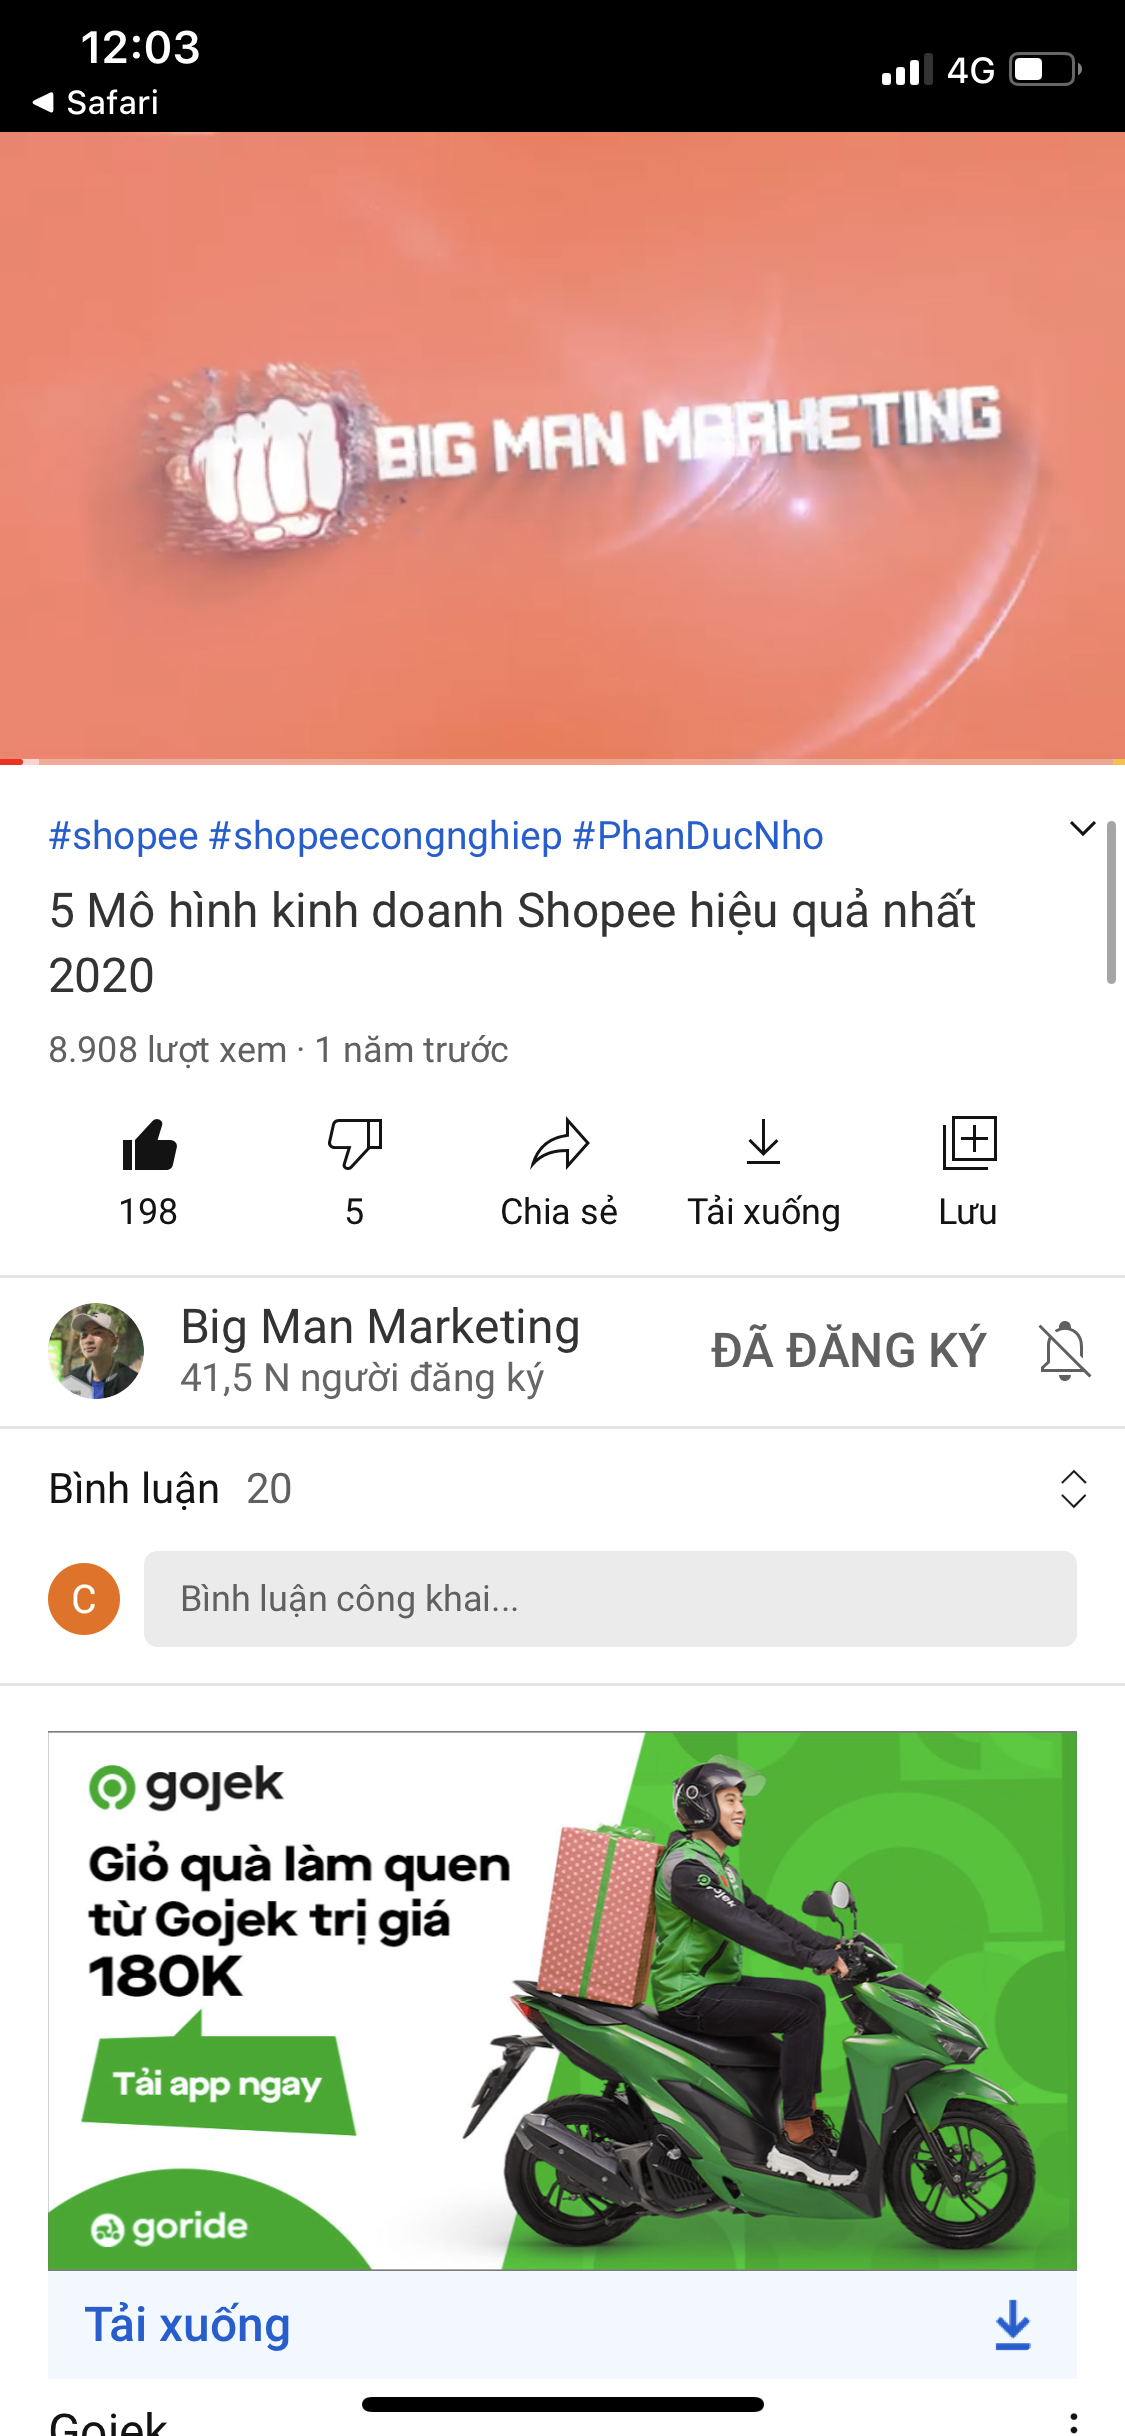 12:03
4G
Safari
BIG MAN MARKETING
#shopee #shopeecongnghiep #PhanDucNho
5 Mô hình kinh doanh Shopee hiệu quả nhất
2020
8.908 lượt xem · 1 năm trước
198
5
Chia sẻ
Tải xuống
Lưu
Big Man Marketing
41,5 N người đăng ký
ĐÃ ĐĂNG KÝ
Bình luận 20
C
Bình luận công khai...
gojek
Giỏ quà làm quen
từ Gojek trị giá
180K
Tải app ngay
goride
gojek
Tải xuống
Gojek